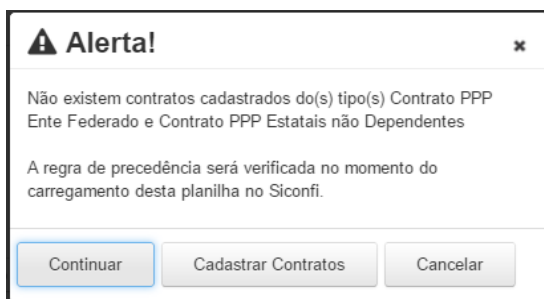 Alerta!
Não existem contratos cadastrados do(s) tipo(s) Contrato PPP
Ente Federado e Contrato PPP Estatais não Dependentes
A regra de precedência será verificada no momento do
carregamento desta planilha no Siconfi.
Continuar
Cadastrar Contratos
Cancelar